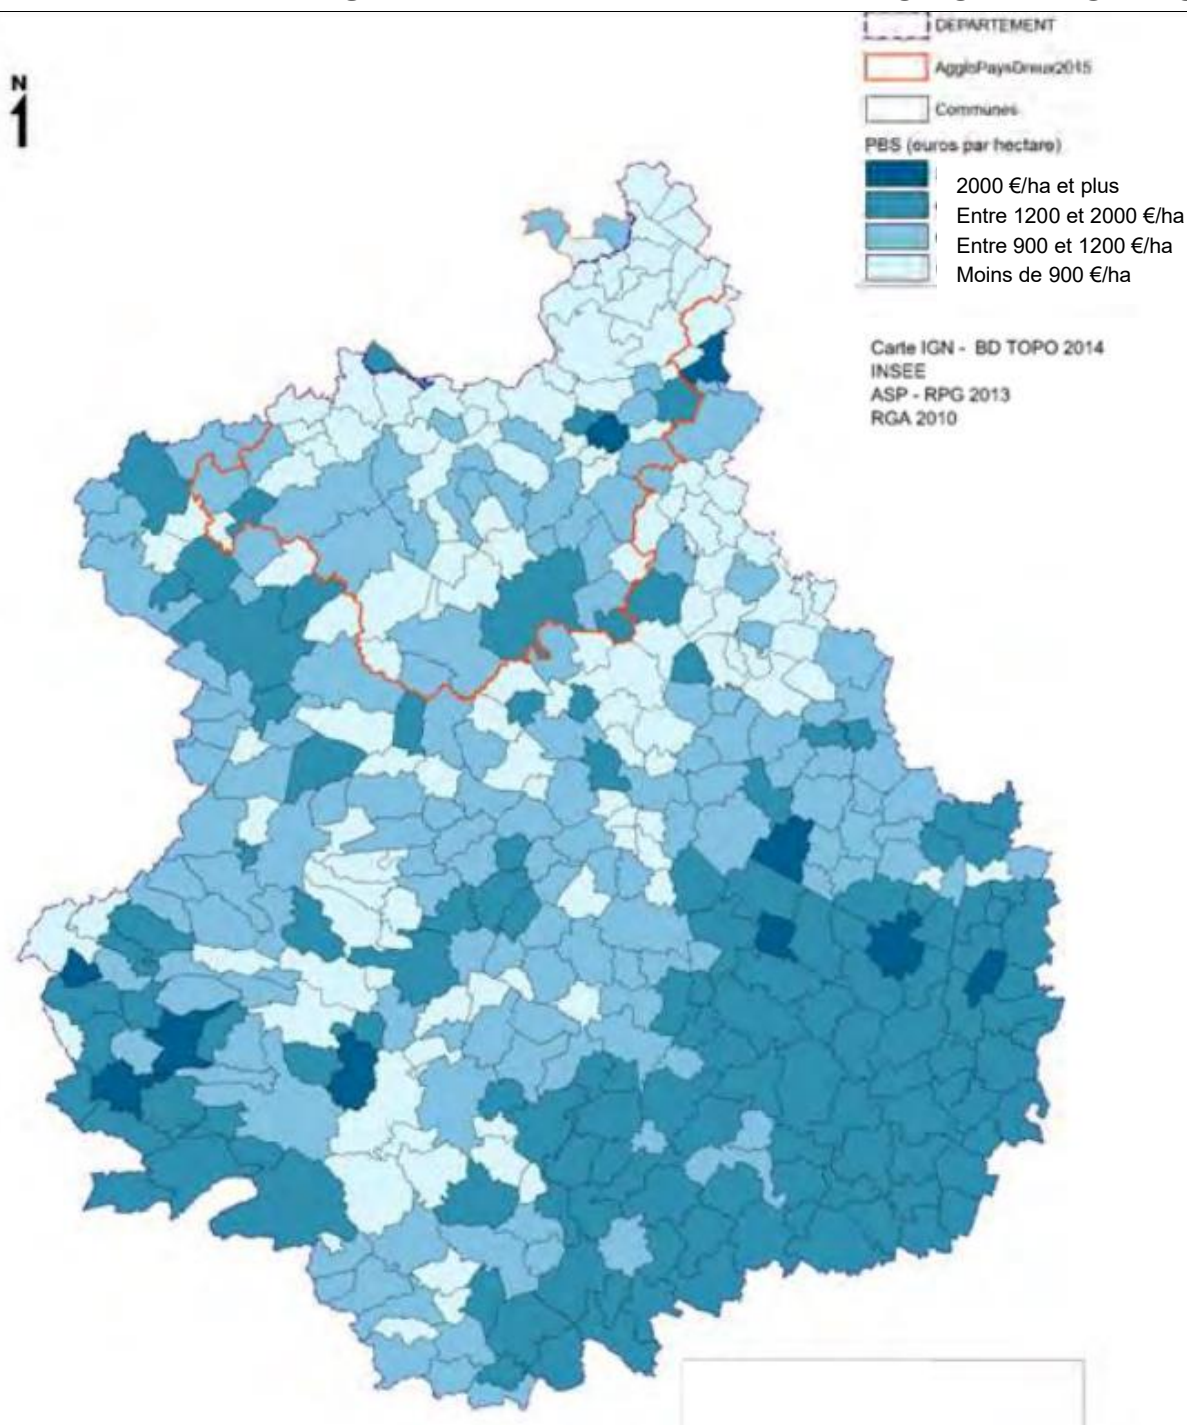 N
DEPARTEMENT
AggloPaysDreux2015
Communes
PBS (euros par hectare)
2000 €/ha et plus
Entre 1200 et 2000 €/ha
Entre 900 et 1200 €/ha
Moins de 900 €/ha
Carte IGN - BD TOPO 2014
INSEE
ASP - RPG 2013
RGA 2010